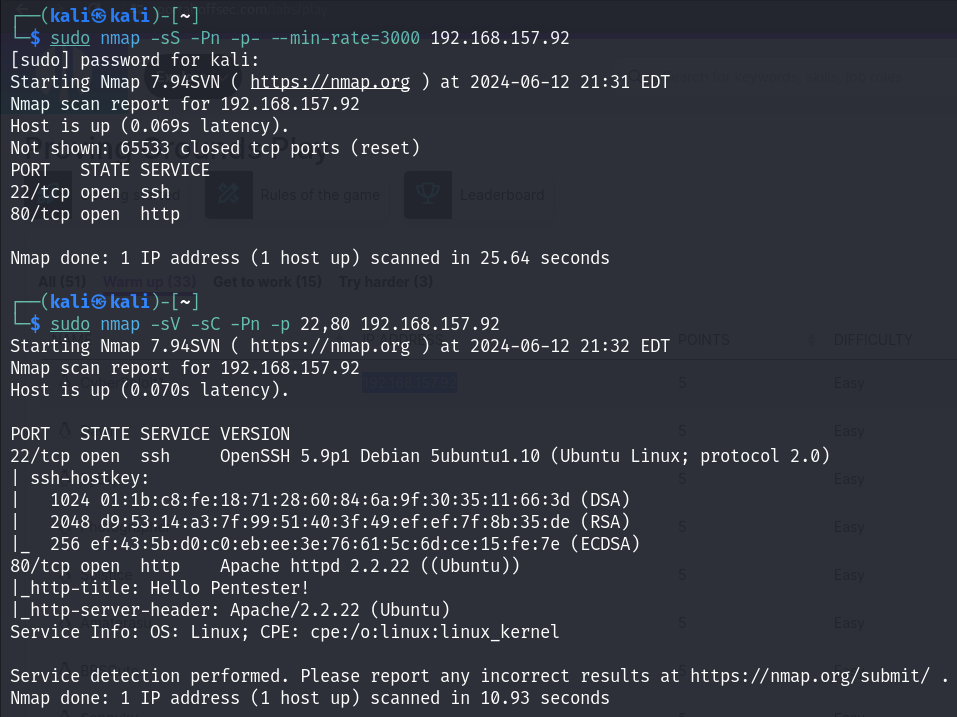 ┌──(kali㉿kali)-[~]
└─$ sudo nmap -sS -Pn -p- --min-rate=3000 192.168.157.92
[sudo] password for kali:
Starting Nmap 7.94SVN ( https://nmap.org ) at 2024-06-12 21:31 EDT
Nmap scan report for 192.168.157.92
Host is up (0.069s latency).
Not shown: 65533 closed tcp ports (reset)
PORT   STATE SERVICE
22/tcp open  ssh
80/tcp open  http
Rules of the game
Leaderboard
Nmap done: 1 IP address (1 host up) scanned in 25.64 seconds
All (51) Warm up (33) Get to work (15) Try harder (3)
┌──(kali㉿kali)-[~]
└─$ sudo nmap -sV -sC -Pn -p 22,80 192.168.157.92
POINTS DIFFICULTY
Starting Nmap 7.94SVN ( https://nmap.org ) at 2024-06-12 21:32 EDT
Nmap scan report for 192.168.157.92
192.168.157.92 5 Easy
Host is up (0.070s latency).
5 Easy
PORT   STATE SERVICE VERSION
22/tcp open  ssh     OpenSSH 5.9p1 Debian 5ubuntu1.10 (Ubuntu Linux; protocol 2.0)
| ssh-hostkey:
5 Easy
|   1024 01:1b:c8:fe:18:71:28:60:84:6a:9f:30:35:11:66:3d (DSA)
|   2048 d9:53:14:a3:7f:99:51:40:3f:49:ef:ef:7f:8b:35:de (RSA)
5 Easy
|_  256 ef:43:5b:d0:c0:eb:ee:3e:76:61:5c:6d:ce:15:fe:7e (ECDSA)
80/tcp open  http    Apache httpd 2.2.22 ((Ubuntu))
5 Easy
|_http-title: Hello Pentester!
|_http-server-header: Apache/2.2.22 (Ubuntu)
5 Easy
Service Info: OS: Linux; CPE: cpe:/o:linux:linux_kernel
5 Easy
Service detection performed. Please report any incorrect results at https://nmap.org/submit/ .
Nmap done: 1 IP address (1 host up) scanned in 10.93 seconds